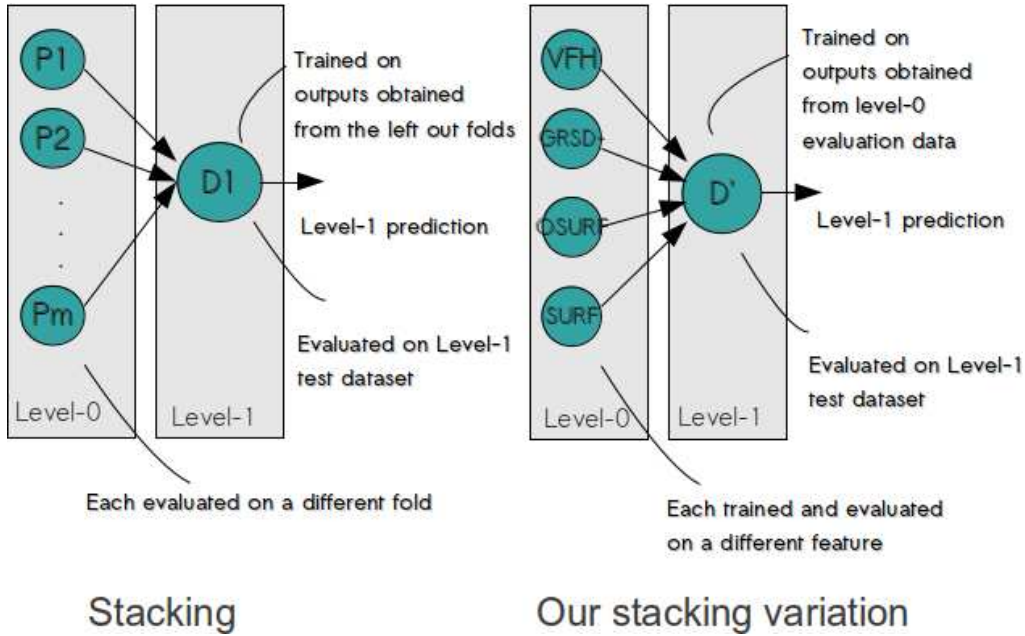 P1
P2
.
.
.
Pm
Level-0
D1
Level-1
Trained on
outputs obtained
from the left out folds
Level-1 prediction
Evaluated on Level-1
test dataset
Each evaluated on a different fold
Stacking
VFH
GRSD+
OSURF
SURF
Level-0
D'
Level-1
Trained on
outputs obtained
from level-0
evaluation data
Level-1 prediction
Evaluated on Level-1
test dataset
Each trained and evaluated
on a different feature
Our stacking variation